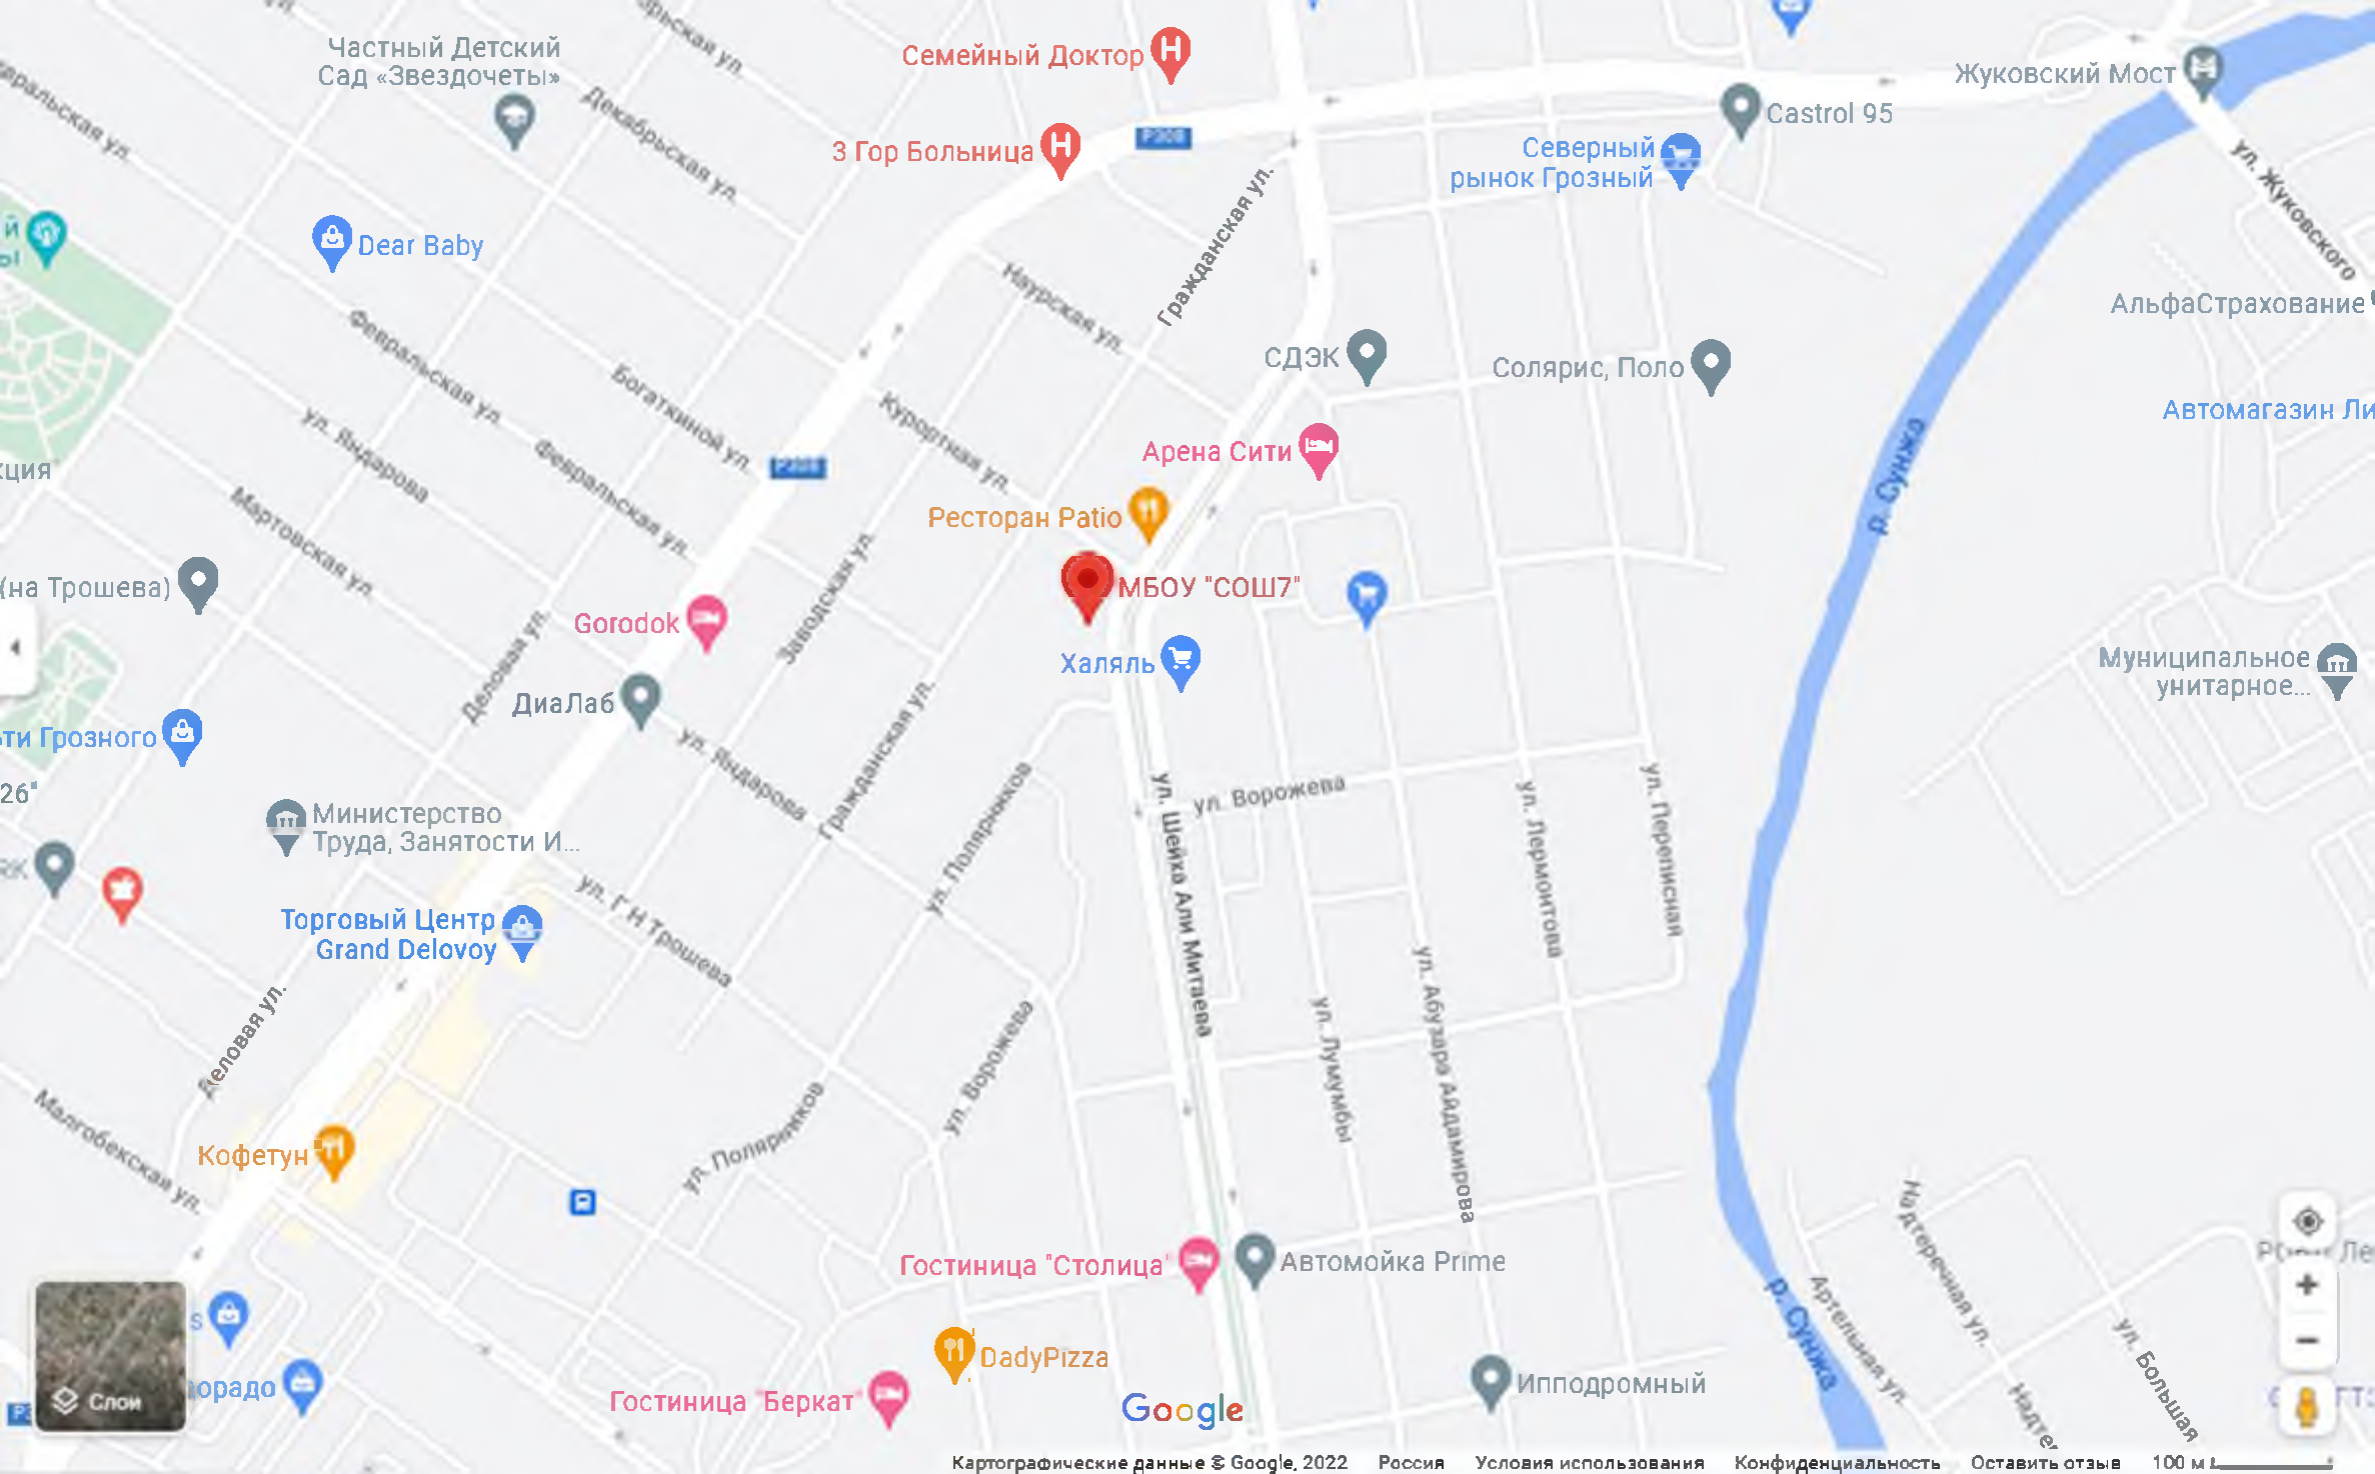 Частный Детский
Сад «Звездочеты»
Семейный Доктор
Жуковский Мост
Декабрьская ул.
3 Гор Больница
P308
Castrol 95
Северный
рынок Грозный
ул. Жуковского
Гражданская ул.
й
ы
Dear Baby
Наурская ул.
АльфаСтрахование
Февральская ул.
СДЭК
Солярис, Поло
Богаткиной ул.
Курортная ул.
Автомагазин Ли
ул. Яндарова
Февральская ул.
Арена Сити
р. Сунжа
кция
Мартовская ул.
Ресторан Patio
Заводская ул.
(на Трошева)
МБОУ "СОШ7"
Gorodok
Деловая ул.
Халяль
Муниципальное
унитарное...
ДиаЛаб
ти Грозного
ул. Яндарова
Гражданская ул.
ул. Полярников
26"
ул. Ворожева
ул. Шейха Али Митаева
ул. Лермонтова
ул. Переписная
Министерство
Труда, Занятости И...
ул. Г Н Трошева
Торговый Центр
Grand Delovoy
ул. Абузара Айдамирова
ул. Лумумбы
Деловая ул.
ул. Ворожева
Малгобекская ул.
Кофетун
ул. Полярников
Надтеречная ул.
Гостиница "Столица"
Автомойка Prime
Артельная ул.
р. Сунжа
ул. Большая
s
DadyPizza
орадо
Гостиница "Беркат"
Ипподромный
Слои
Google
Картографические данные © Google, 2022 Россия Условия использования Конфиденциальность Оставить отзыв 100 м